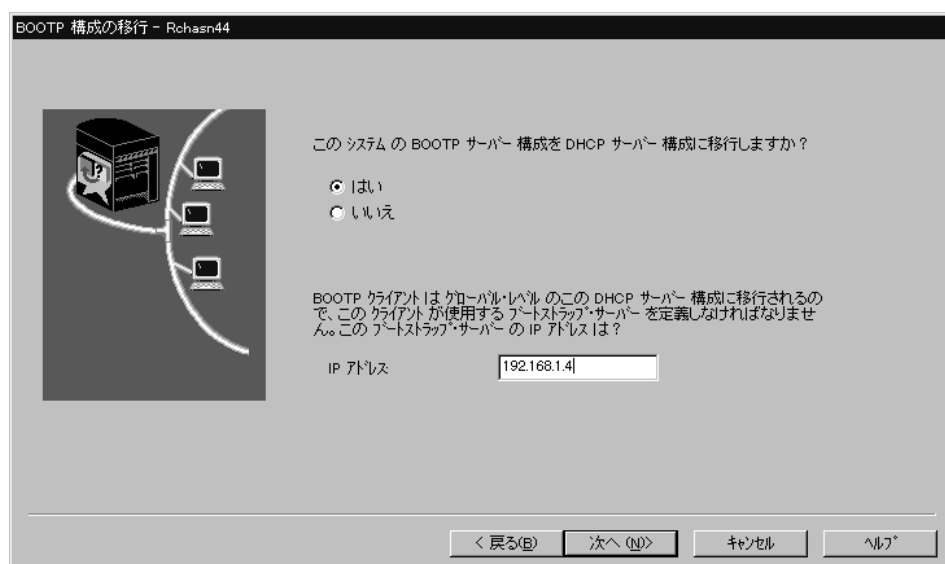 BOOTP 構成の移行 - Rchasn44
この ｼｽﾃﾑ の BOOTP ｻｰﾊﾞｰ 構成を DHCP ｻｰﾊﾞｰ 構成に移行しますか？
はい
いいえ
BOOTP ｸﾗｲｱﾝﾄ は ｸﾞﾛｰﾊﾞﾙ･ﾚﾍﾞﾙ のこの DHCP ｻｰﾊﾞｰ 構成に移行されるの
で、この ｸﾗｲｱﾝﾄ が使用する ﾌﾞｰﾄｽﾄﾗｯﾌﾟ･ｻｰﾊﾞｰ を定義しなければなりませ
ん。この ﾌﾞｰﾄｽﾄﾗｯﾌﾟ･ｻｰﾊﾞｰ の IP ｱﾄﾞﾚｽ は？
IP ｱﾄﾞﾚｽ: 192.168.1.4
< 戻る(B) 次へ (N)> ｷｬﾝｾﾙ ﾍﾙﾌﾟ